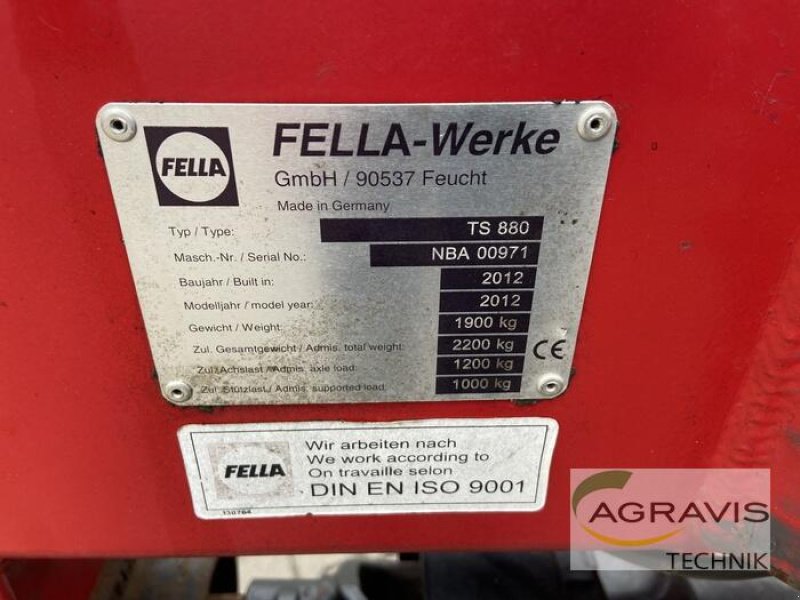 FELLA
FELLA-Werke
GmbH / 90537 Feucht
Made in Germany
Typ / Type: TS 880
Masch.-Nr. / Serial No.: NBA 00971
Baujahr / Built in: 2012
Modelljahr / model year: 2012
Gewicht / Weight: 1900 kg
Zul. Gesamtgewicht / Admis. total weight: 2200 kg
Zul. Achslast / Admis. axle load: 1200 kg
Zul. Stützlast / Admis. supported load: 1000 kg
CE
FELLA
Wir arbeiten nach
We work according to
On travaille selon
DIN EN ISO 9001
130764
AGRAVIS
TECHNIK